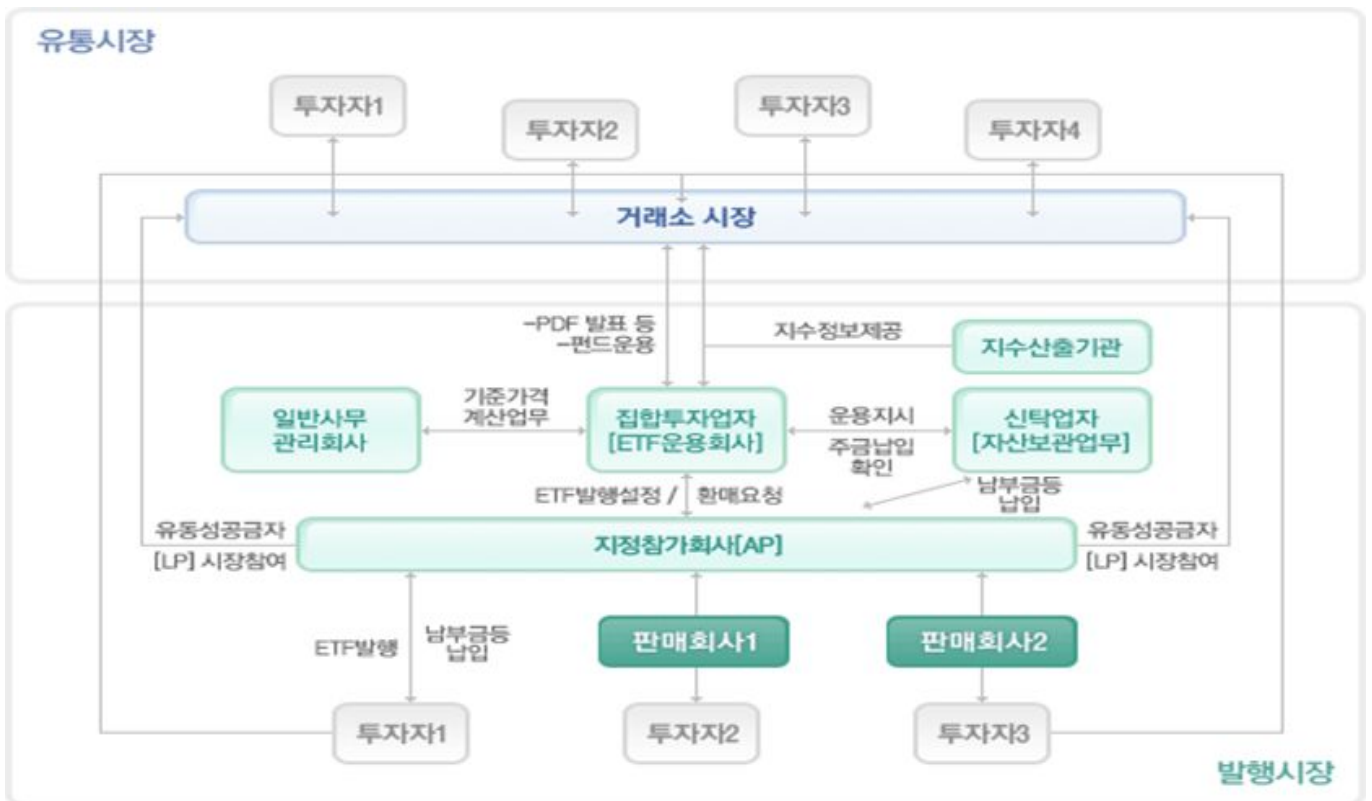 유통시장
투자자1
투자자2
투자자3
투자자4
거래소 시장
-PDF 발표 등
-펀드운용
지수정보제공
지수산출기관
일반사무
관리회사
기준가격
계산업무
집합투자업자
[ETF운용회사]
운용지시
주금납입
확인
신탁업자
[자산보관업무]
ETF발행설정 /
환매요청
남부금등
납입
유동성공급자
[LP] 시장참여
지정참가회사[AP]
유동성공급자
[LP] 시장참여
ETF발행
남부금등
납입
판매회사1
판매회사2
투자자1
투자자2
투자자3
발행시장